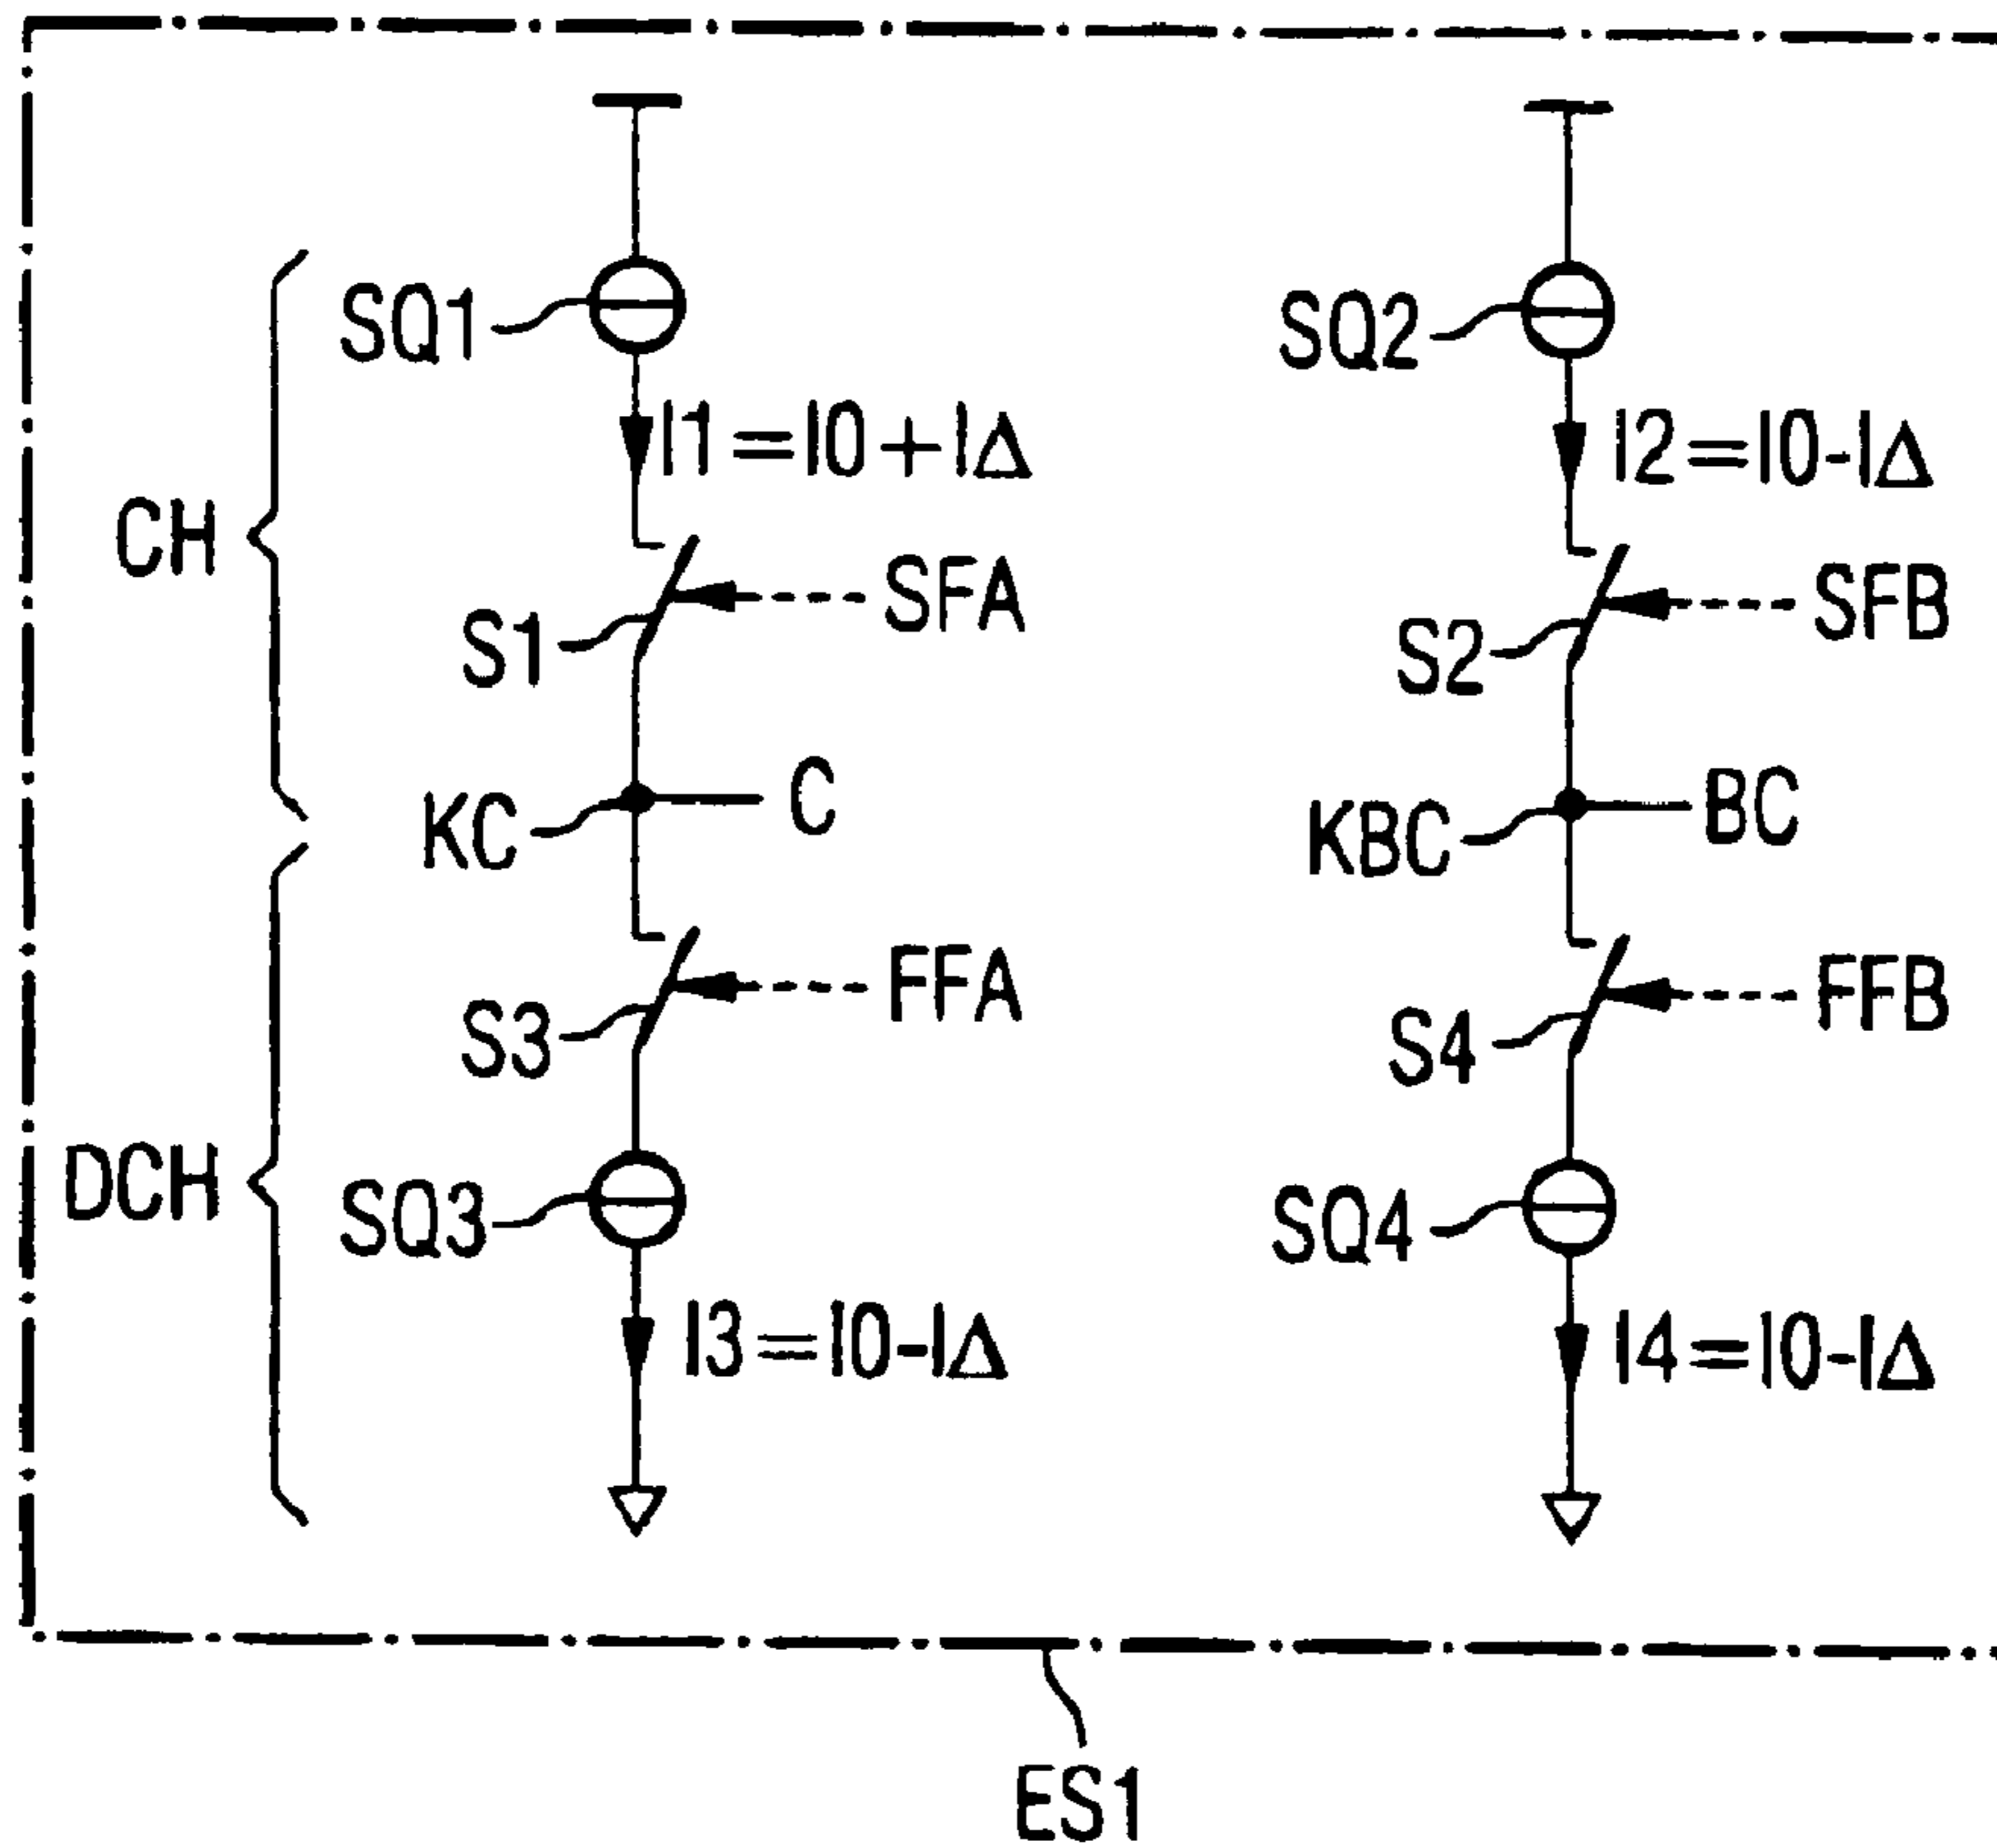 SQ1
SQ2
I1=I0+IΔ
I2=I0-IΔ
CH
SFA
SFB
S1
S2
C
BC
KC
KBC
FFA
FFB
S3
S4
DCH
SQ3
SQ4
I3=I0-IΔ
I4=I0-IΔ
ES1